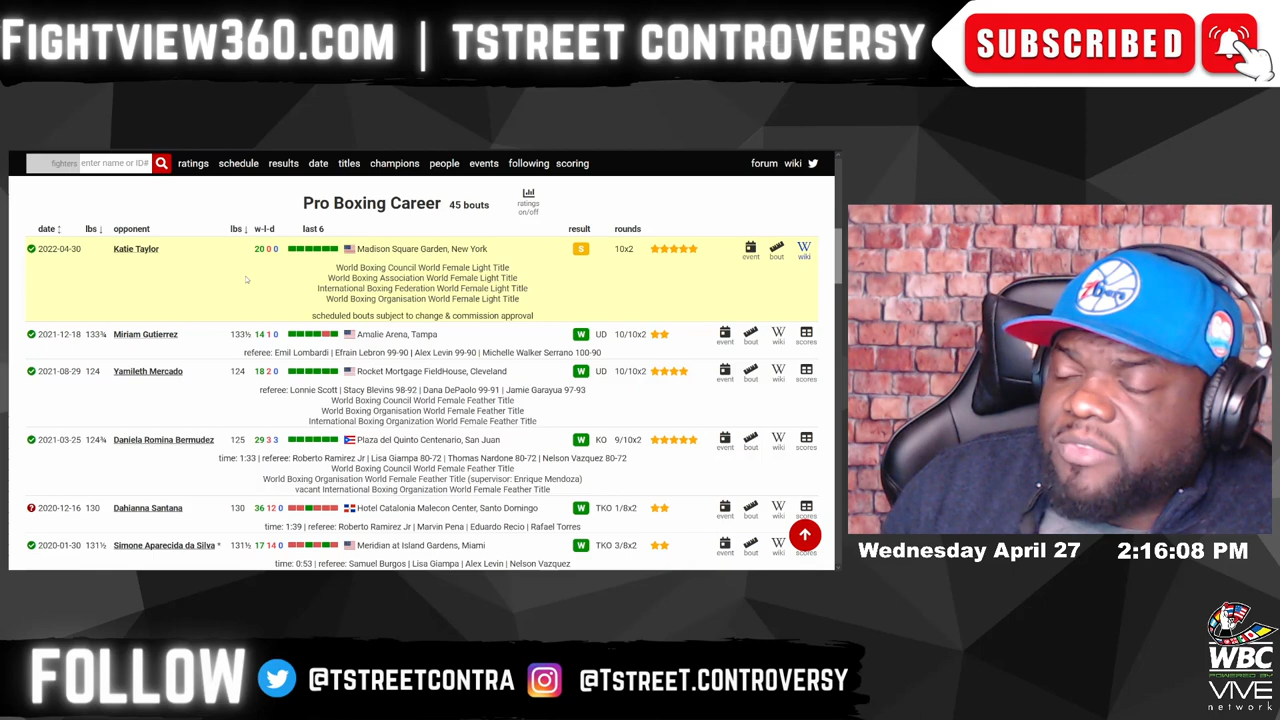 FIGHTVIEW360.COM | TSTREET CONTROVERSY
SUBSCRIBED
fighters enter name or ID# ratings schedule results date titles champions people events following scoring forum wiki
Pro Boxing Career 45 bouts
ratings
on/off
date lbs opponent lbs w-l-d last 6 result rounds
2022-04-30 Katie Taylor 20 0 0 Madison Square Garden, New York S 10x2 event bout wiki
World Boxing Council World Female Light Title
World Boxing Association World Female Light Title
International Boxing Federation World Female Light Title
World Boxing Organisation World Female Light Title
scheduled bouts subject to change & commission approval
2021-12-18 133¾ Miriam Gutierrez 133½ 14 1 0 Amalie Arena, Tampa W UD 10/10x2 event bout wiki scores
referee: Emil Lombardi | Efrain Lebron 99-90 | Alex Levin 99-90 | Michelle Walker Serrano 100-90
2021-08-29 124 Yamileth Mercado 124 18 2 0 Rocket Mortgage FieldHouse, Cleveland W UD 10/10x2 event bout wiki scores
referee: Lonnie Scott | Stacy Blevins 98-92 | Dana DePaolo 99-91 | Jamie Garayua 97-93
World Boxing Council World Female Feather Title
World Boxing Organisation World Female Feather Title
International Boxing Organization World Female Feather Title
2021-03-25 124¾ Daniela Romina Bermudez 125 29 3 3 Plaza del Quinto Centenario, San Juan W KO 9/10x2 event bout wiki scores
time: 1:33 | referee: Roberto Ramirez Jr | Lisa Giampa 80-72 | Thomas Nardone 80-72 | Nelson Vazquez 80-72
World Boxing Council World Female Feather Title
World Boxing Organisation World Female Feather Title (supervisor: Enrique Mendoza)
vacant International Boxing Organization World Female Feather Title
2020-12-16 130 Dahianna Santana 130 36 12 0 Hotel Catalonia Malecon Center, Santo Domingo W TKO 1/8x2 event bout wiki scores
time: 1:39 | referee: Roberto Ramirez Jr | Marvin Pena | Eduardo Recio | Rafael Torres
2020-01-30 131½ Simone Aparecida da Silva * 131½ 17 14 0 Meridian at Island Gardens, Miami W TKO 3/8x2 event bout wiki scores
time: 0:53 | referee: Samuel Burgos | Lisa Giampa | Alex Levin | Nelson Vazquez
Wednesday April 27 2:16:08 PM
FOLLOW @TSTREETCONTRA @TSTREET.CONTROVERSY
WBC
POWERED BY
VIVE
network